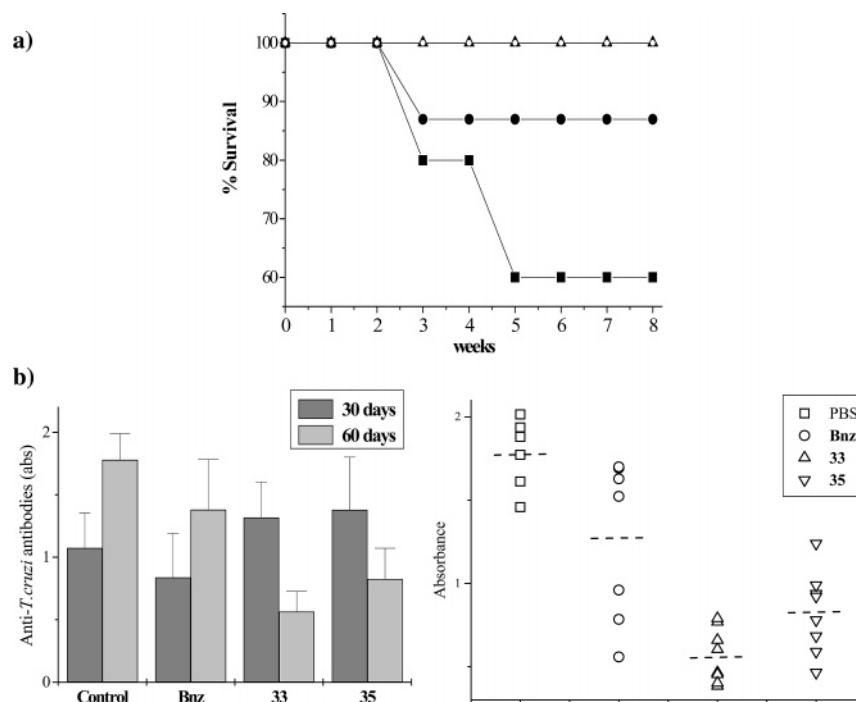 a)
100
90
80
70
60
% Survival
0 1 2 3 4 5 6 7 8
weeks
b)
30 days
60 days
2
1
0
Anti-T.cruzi antibodies (abs)
Control Bnz 33 35
2
1
Absorbance
PBS
Bnz
33
35